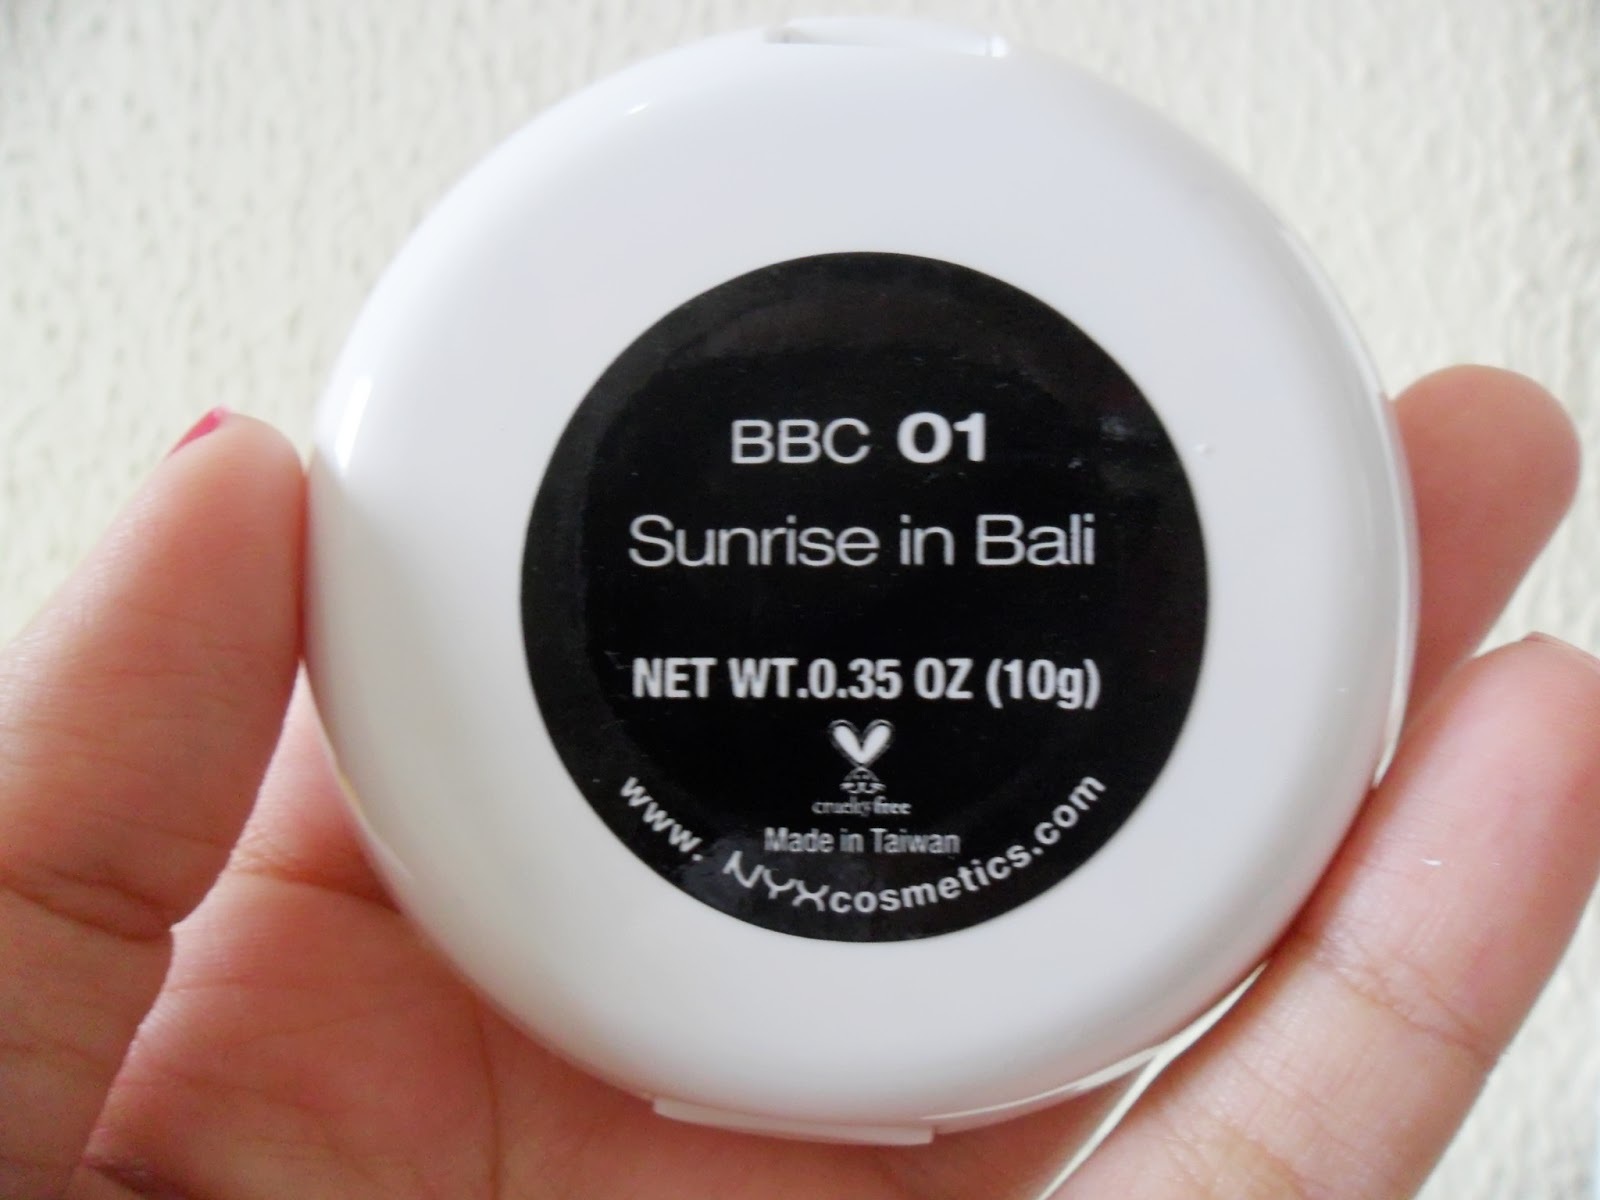 BBC 01
Sunrise in Bali
NET WT.0.35 OZ (10g)
cruelty free
Made in Taiwan
www.NYXcosmetics.com